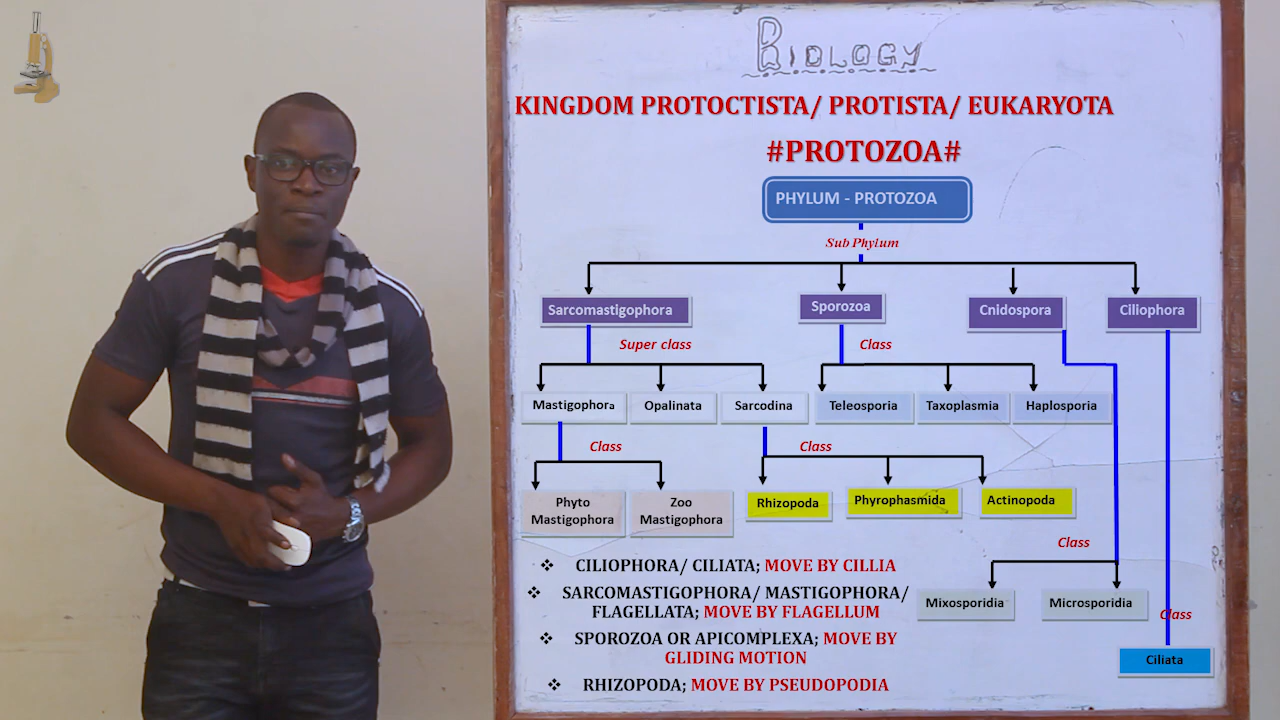 BIOLOGY
KINGDOM PROTOCTISTA/ PROTISTA/ EUKARYOTA
#PROTOZOA#
PHYLUM - PROTOZOA
Sub Phylum
Sarcomastigophora
Sporozoa
Cnidospora
Ciliophora
Super class
Class
Mastigophora
Opalinata
Sarcodina
Teleosporia
Taxoplasmia
Haplosporia
Class
Class
Phyto
Mastigophora
Zoo
Mastigophora
Rhizopoda
Phyrophasmida
Actinopoda
Class
Mixosporidia
Microsporidia
Class
Ciliata
❖ CILIOPHORA/ CILIATA; MOVE BY CILLIA
❖ SARCOMASTIGOPHORA/ MASTIGOPHORA/
FLAGELLATA; MOVE BY FLAGELLUM
❖ SPOROZOA OR APICOMPLEXA; MOVE BY
GLIDING MOTION
❖ RHIZOPODA; MOVE BY PSEUDOPODIA